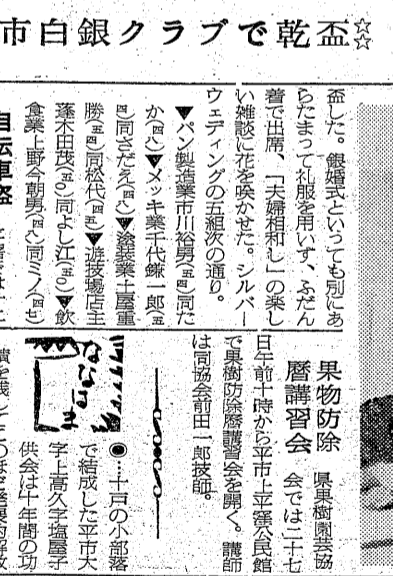 市白銀クラブで乾盃☆☆
盃した。銀婚式といっても別にあ
らたまって礼服を用いず、ふだん
着で出席、「夫婦相和し」の楽し
い雑談に花を咲かせた。シルバー
ウェディングの五組次の通り。
▼パン製造業市川裕男(五四)同た
か(四八)▼メッキ業千代鎌一郎(五
四)同さだえ(四八)▼塗装業土屋重
勝(五四)同松代(四五)▼遊技場店主
蓬木田茂(五〇)同よし江(五〇)▼飲
食業上野今朝男(四八)同ミノ(四七)
自転車盗
果物防除
暦講習会
県果樹園芸協
会では二十七
日午前十時から平市上平窪公民館
で果樹防除暦講習会を開く。講師
は同協会前田一郎技師。
◉…十戸の小部落
で結成した平市大
字上高久字塩屋子
供会は十年間の功